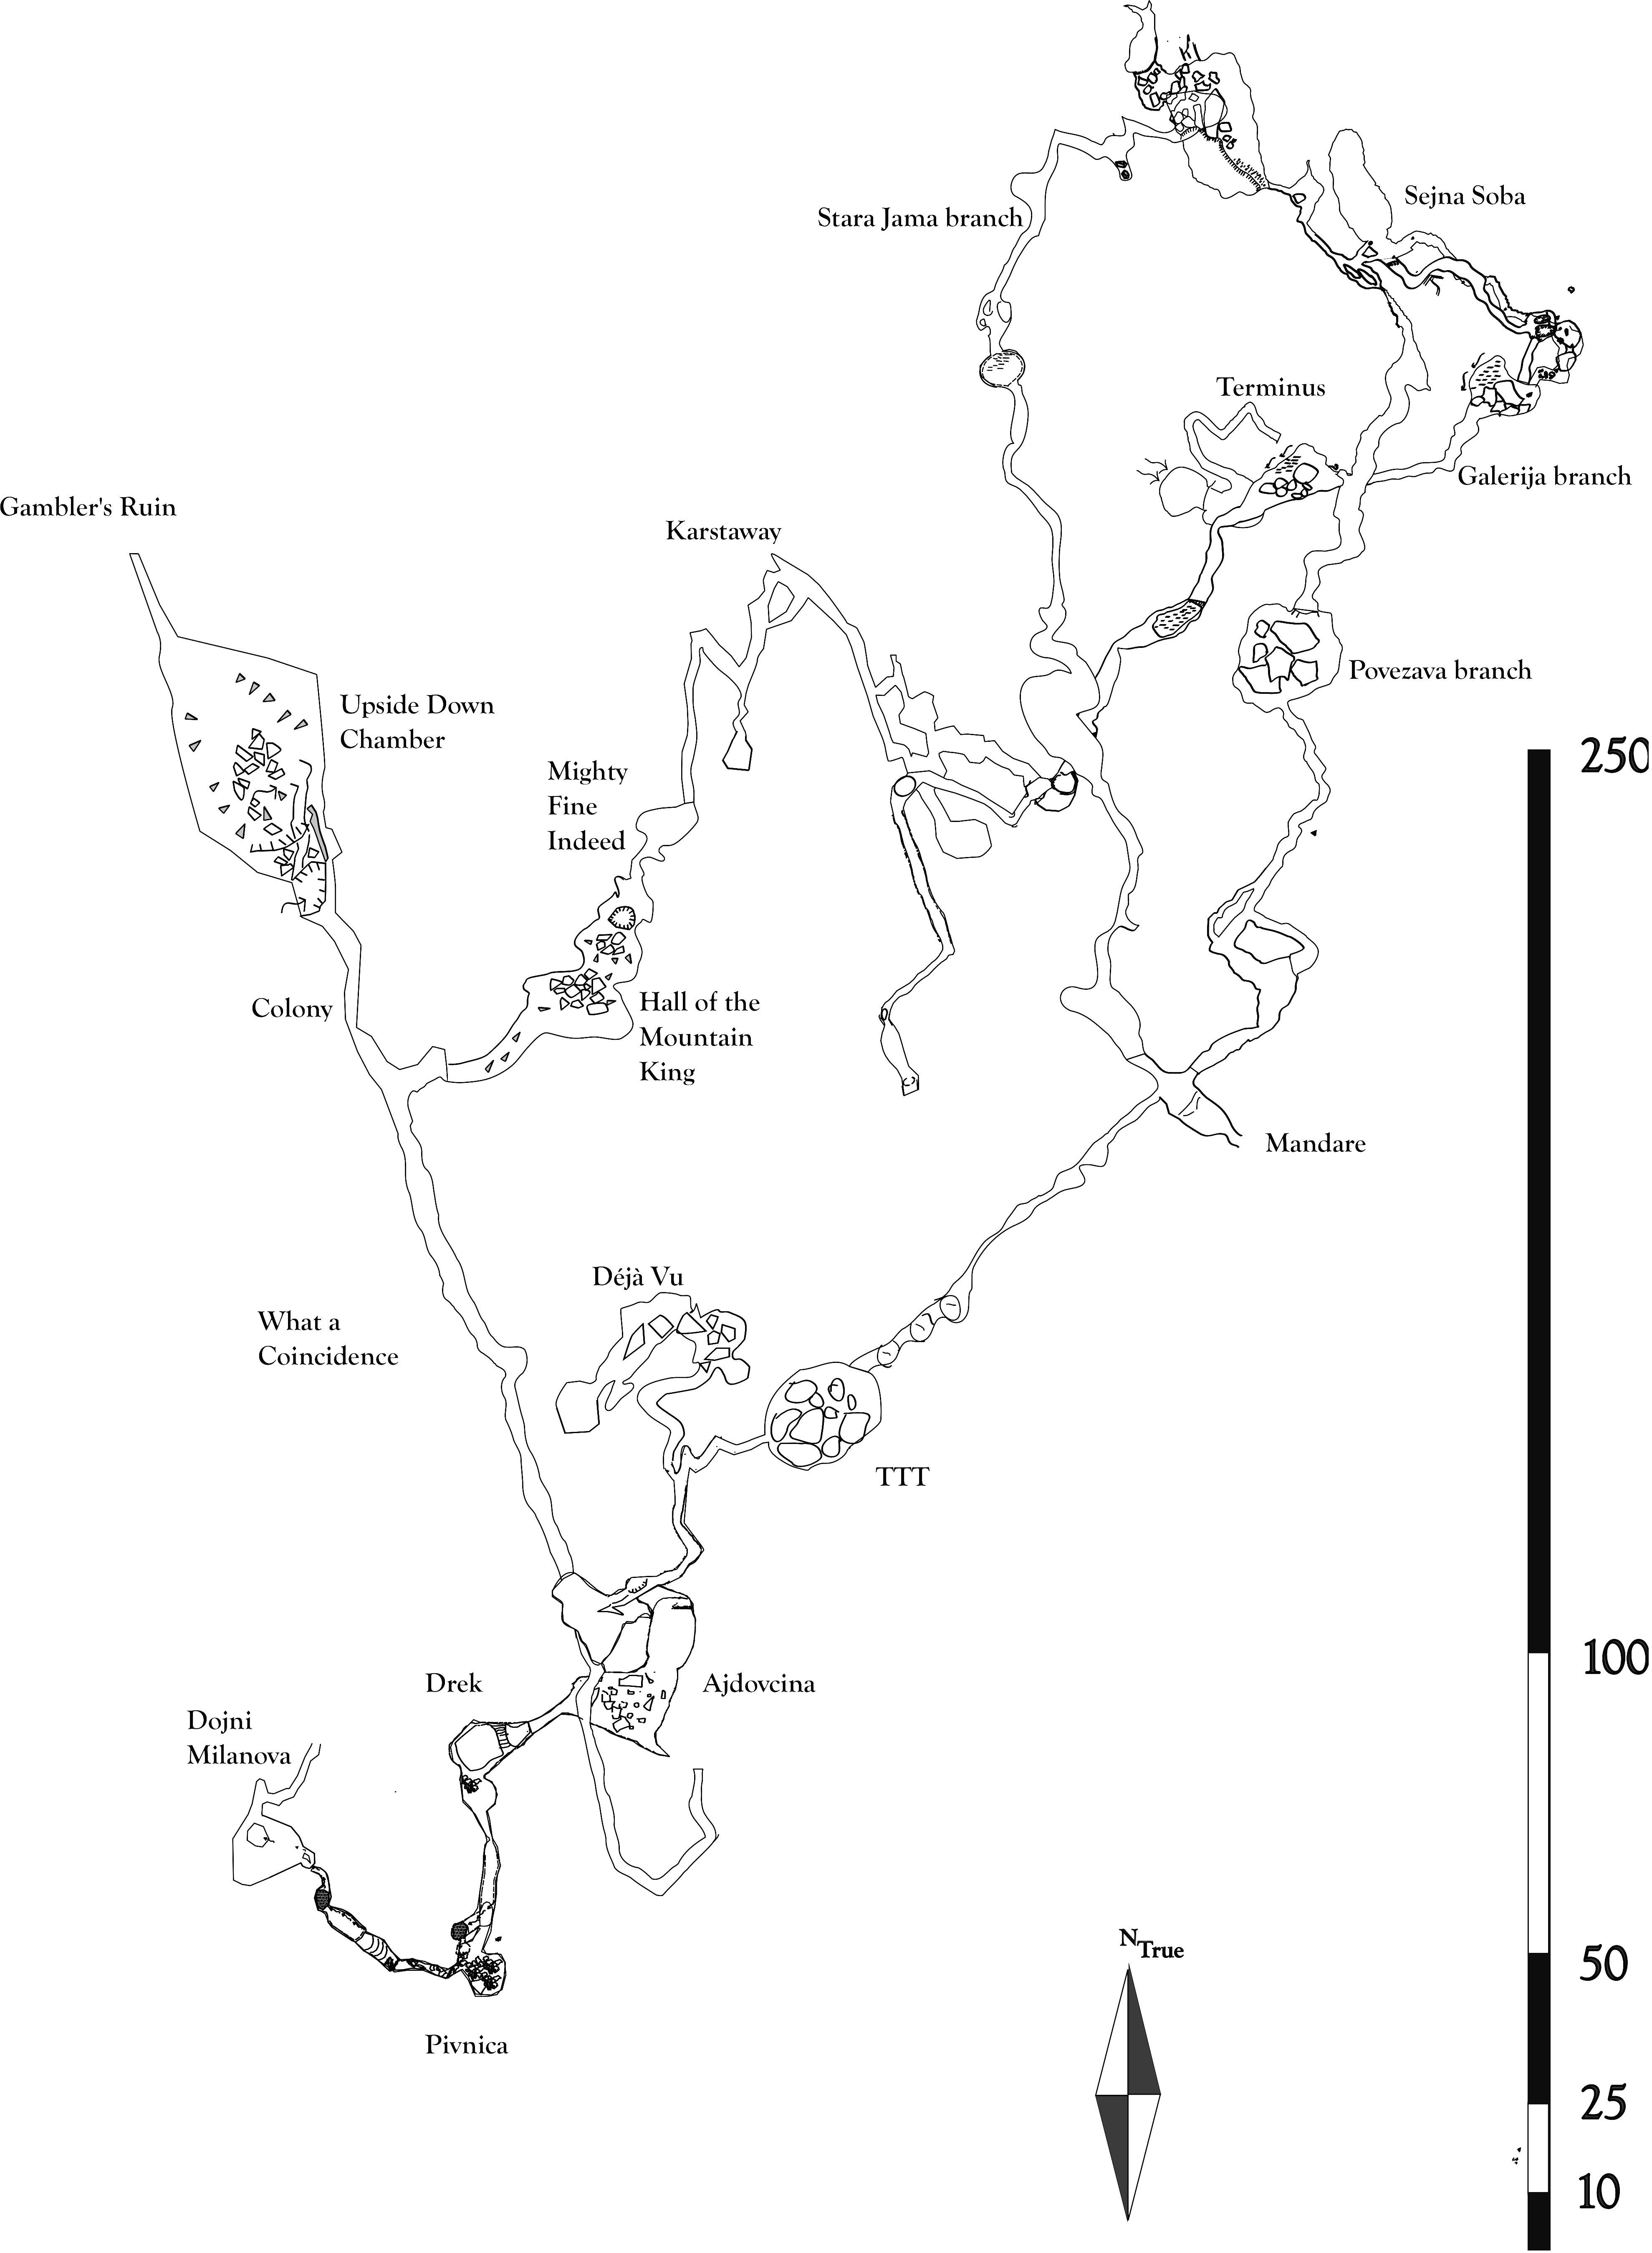 Sejna Soba
Stara Jama branch
Terminus
Galerija branch
Gambler's Ruin
Karstaway
Povezava branch
Upside Down
Chamber
250
Mighty
Fine
Indeed
Colony
Hall of the
Mountain
King
Mandare
Déjà Vu
What a
Coincidence
TTT
100
Drek
Ajdovcina
Dojni
Milanova
N True
50
Pivnica
25
10